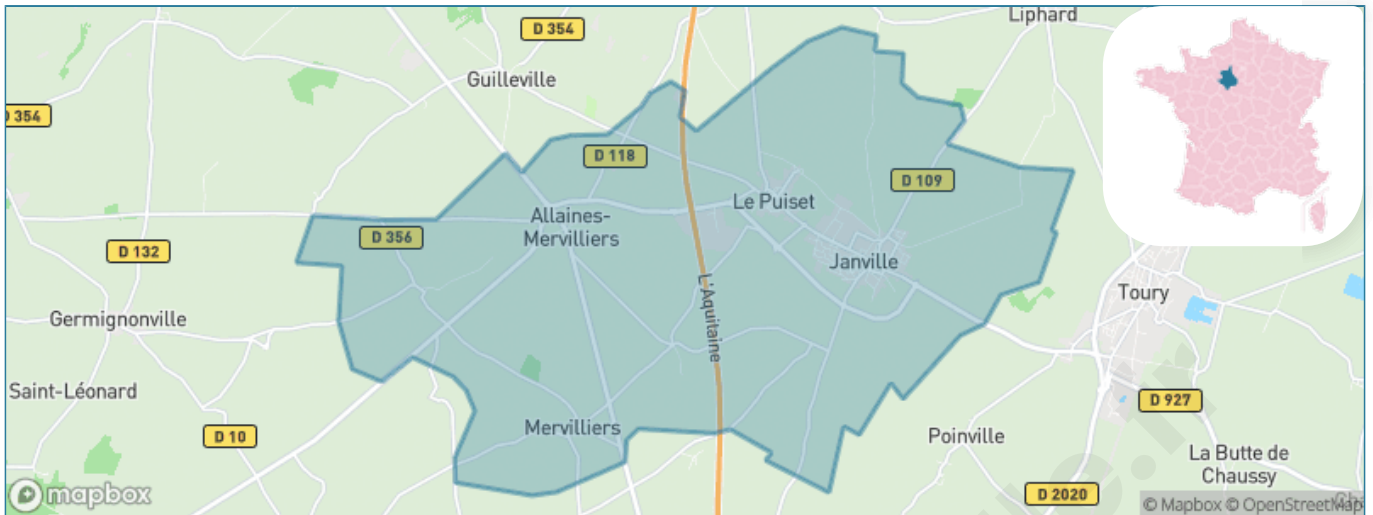 Liphard
D 354
Guilleville
D 354
D 118
D 109
Le Puiset
Allaines-
Mervilliers
D 356
D 132
Janville
L'Aquitaine
Toury
Germignonville
Saint-Léonard
D 927
D 10
Mervilliers
Poinville
La Butte de
Chaussy
D 2020
mapbox
© Mapbox © OpenStreetMap